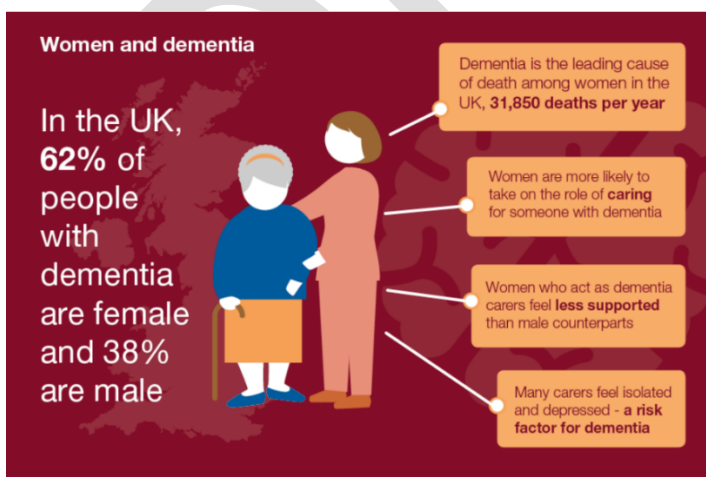 Women and dementia
In the UK,
62% of
people
with
dementia
are female
and 38%
are male
Dementia is the leading cause
of death among women in the
UK, 31,850 deaths per year
Women are more likely to
take on the role of caring
for someone with dementia
Women who act as dementia
carers feel less supported
than male counterparts
Many carers feel isolated
and depressed - a risk
factor for dementia